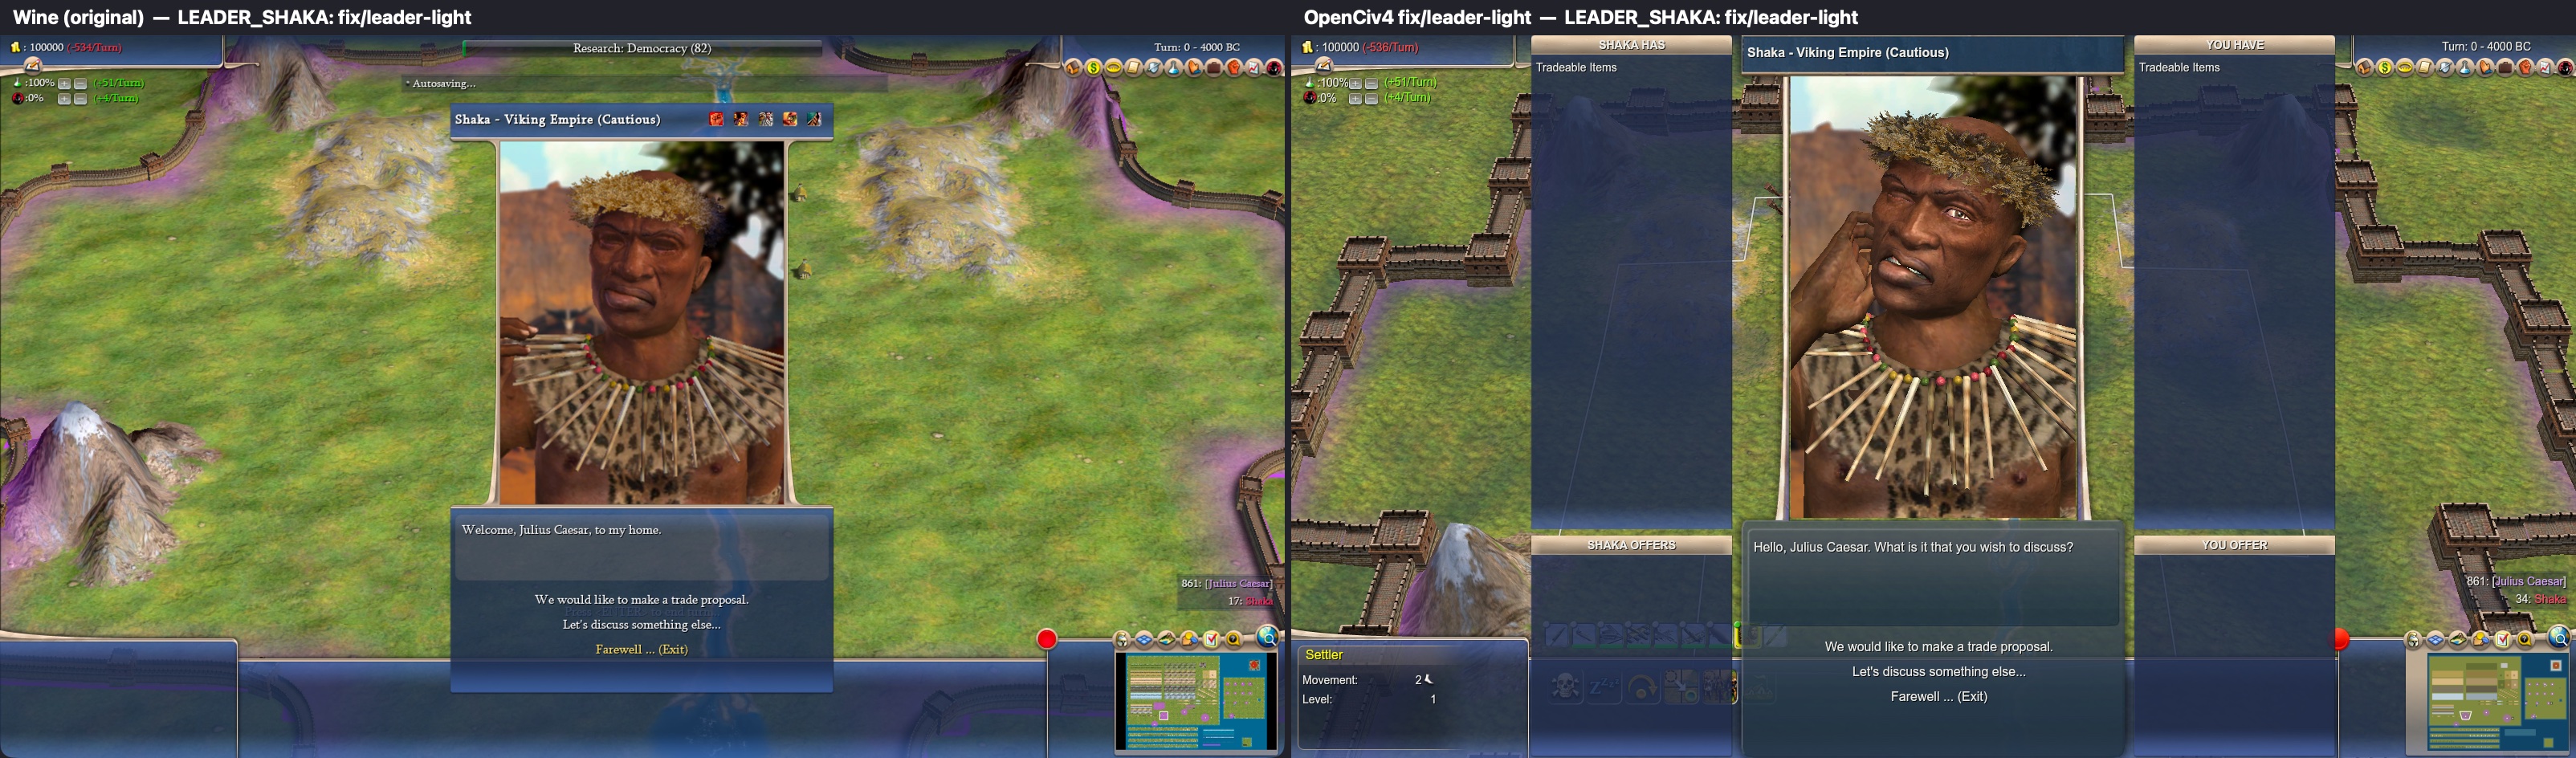 Wine (original) — LEADER_SHAKA: fix/leader-light
: 100000 (-534/Turn)
Research: Democracy (82)
Turn: 0 - 4000 BC
:100% (+51/Turn)
:0% (+4/Turn)
* Autosaving...
Shaka - Viking Empire (Cautious)
Welcome, Julius Caesar, to my home.
We would like to make a trade proposal.
Let's discuss something else...
Farewell ... (Exit)
861: [Julius Caesar]
17: Shaka
OpenCiv4 fix/leader-light — LEADER_SHAKA: fix/leader-light
: 100000 (-536/Turn)
SHAKA HAS
Shaka - Viking Empire (Cautious)
YOU HAVE
Turn: 0 - 4000 BC
Tradeable Items
Tradeable Items
:100% (+51/Turn)
:0% (+4/Turn)
SHAKA OFFERS
YOU OFFER
Hello, Julius Caesar. What is it that you wish to discuss?
861: [Julius Caesar]
34: Shaka
We would like to make a trade proposal.
Let's discuss something else...
Farewell ... (Exit)
Settler
Movement: 2
Level: 1